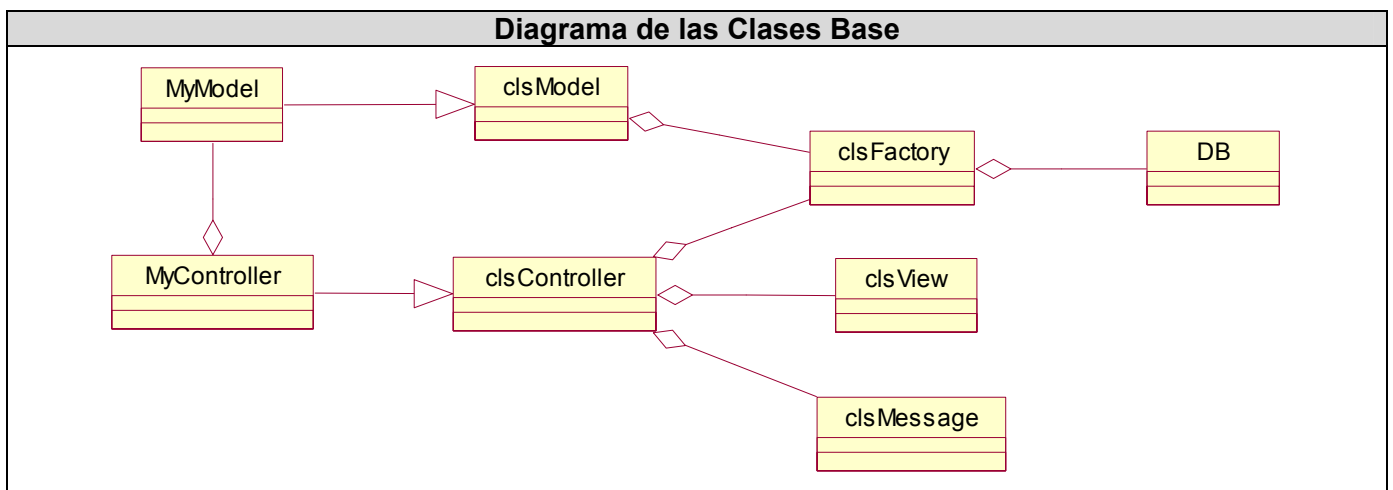 Diagrama de las Clases Base
MyModel
clsModel
clsFactory
DB
MyController
clsController
clsView
clsMessage